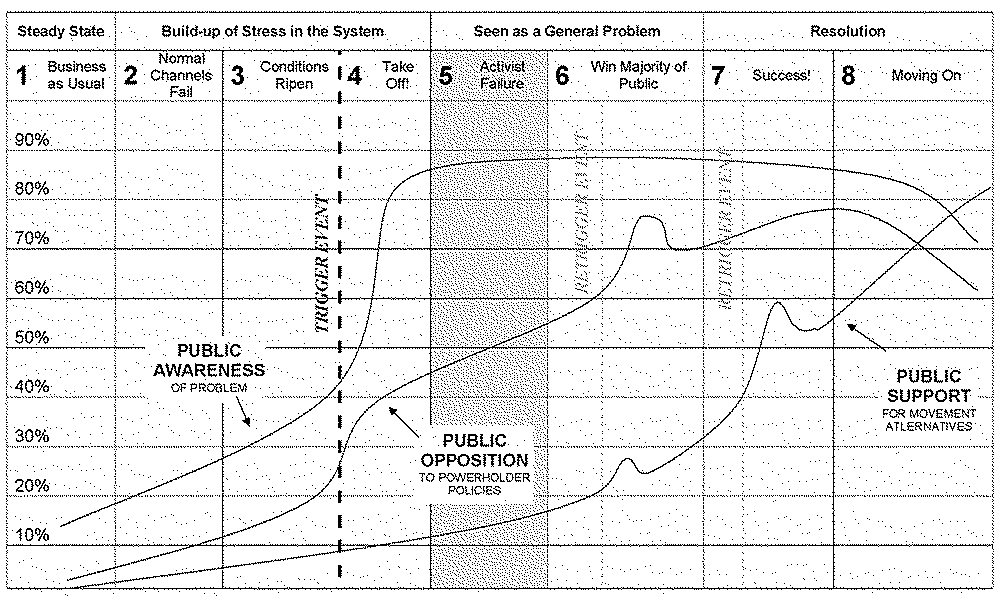 Steady State
Build-up of Stress in the System
Seen as a General Problem
Resolution
1 Business as Usual
2 Normal Channels Fail
3 Conditions Ripen
4 Take Off!
5 Activist Failure
6 Win Majority of Public
7 Success!
8 Moving On
90%
80%
70%
60%
50%
40%
30%
20%
10%
TRIGGER EVENT
RETRIGGER EVENT
RETRIGGER EVENT
PUBLIC
AWARENESS
OF PROBLEM
PUBLIC
OPPOSITION
TO POWERHOLDER
POLICIES
PUBLIC
SUPPORT
FOR MOVEMENT
ATLERNATIVES